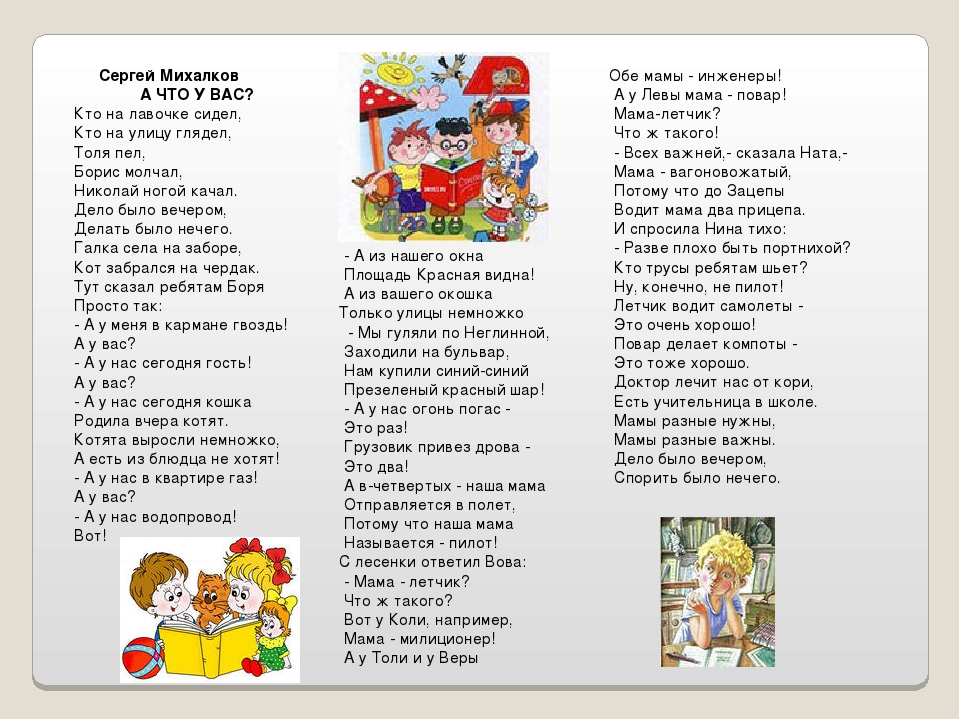 Сергей Михалков
А ЧТО У ВАС?
Кто на лавочке сидел,
Кто на улицу глядел,
Толя пел,
Борис молчал,
Николай ногой качал.
Дело было вечером,
Делать было нечего.
Галка села на заборе,
Кот забрался на чердак.
Тут сказал ребятам Боря
Просто так:
- А у меня в кармане гвоздь!
А у вас?
- А у нас сегодня гость!
А у вас?
- А у нас сегодня кошка
Родила вчера котят.
Котята выросли немножко,
А есть из блюдца не хотят!
- А у нас в квартире газ!
А у вас?
- А у нас водопровод!
Вот!
- А из нашего окна
Площадь Красная видна!
А из вашего окошка
Только улицы немножко
- Мы гуляли по Неглинной,
Заходили на бульвар,
Нам купили синий-синий
Презеленый красный шар!
- А у нас огонь погас -
Это раз!
Грузовик привез дрова -
Это два!
А в-четвертых - наша мама
Отправляется в полет,
Потому что наша мама
Называется - пилот!
С лесенки ответил Вова:
- Мама - летчик?
Что ж такого?
Вот у Коли, например,
Мама - милиционер!
А у Толи и у Веры
Обе мамы - инженеры!
А у Левы мама - повар!
Мама-летчик?
Что ж такого!
- Всех важней,- сказала Ната,-
Мама - вагоновожатый,
Потому что до Зацепы
Водит мама два прицепа.
И спросила Нина тихо:
- Разве плохо быть портнихой?
Кто трусы ребятам шьет?
Ну, конечно, не пилот!
Летчик водит самолеты -
Это очень хорошо!
Повар делает компоты -
Это тоже хорошо.
Доктор лечит нас от кори,
Есть учительница в школе.
Мамы разные нужны,
Мамы разные важны.
Дело было вечером,
Спорить было нечего.